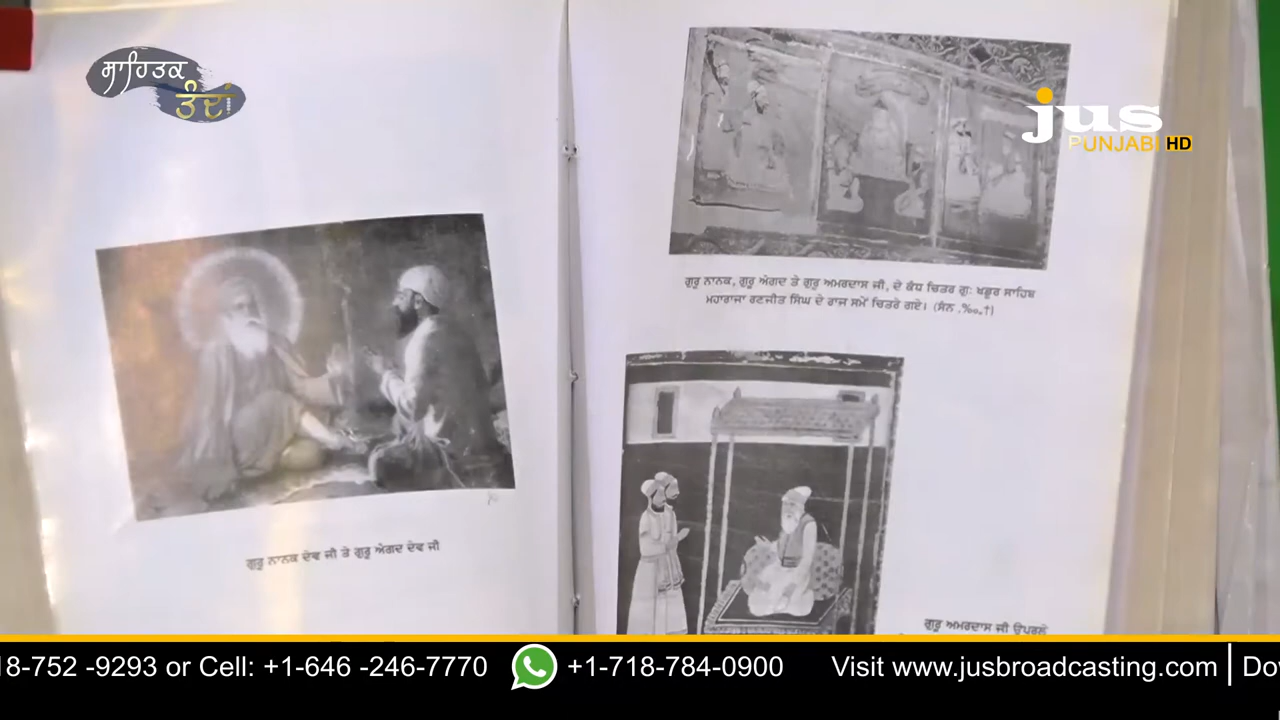 ਸਾਹਿਤਕ
ਤੰਦਾਂ
jus
PUNJABI HD
ਗੁਰੂ ਨਾਨਕ, ਗੁਰੂ ਅੰਗਦ ਤੇ ਗੁਰੂ ਅਮਰਦਾਸ ਜੀ, ਦੇ ਕੰਧ ਚਿਤਰ ਗੁ: ਖਡੂਰ ਸਾਹਿਬ
ਮਹਾਰਾਜਾ ਰਣਜੀਤ ਸਿੰਘ ਦੇ ਰਾਜ ਸਮੇਂ ਚਿਤਰੇ ਗਏ। (ਸੰਨ
ਗੁਰੂ ਨਾਨਕ ਦੇਵ ਜੀ ਤੇ ਗੁਰੂ ਅੰਗਦ ਦੇਵ ਜੀ
ਗੁਰੂ ਅਮਰਦਾਸ ਜੀ ਉਪਰਲੇ
18-752 -9293 or Cell: +1-646 -246-7770 +1-718-784-0900 Visit www.jusbroadcasting.com | Do